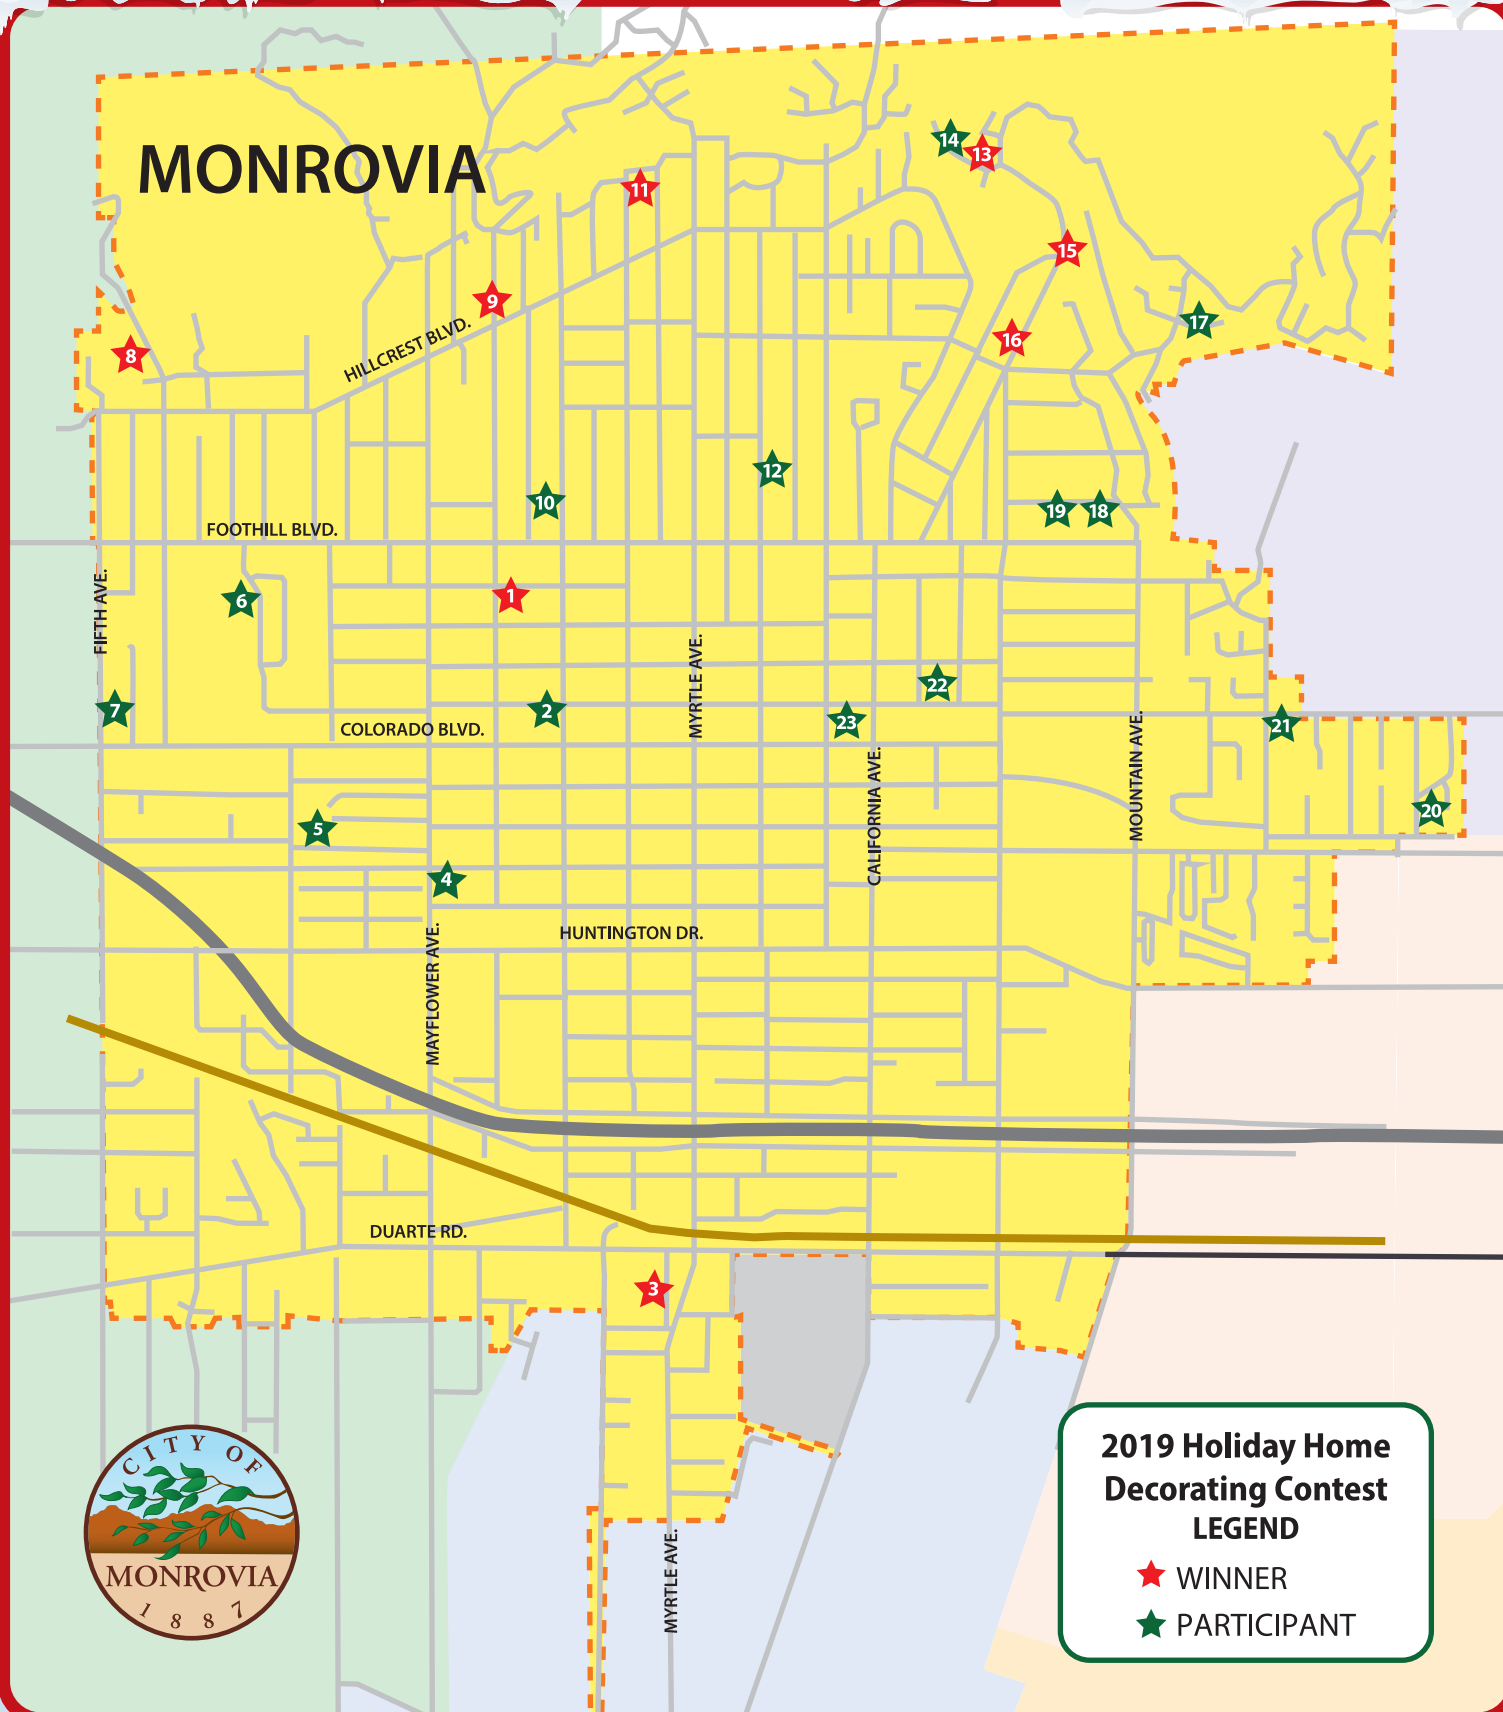 14
13
MONROVIA
11
15
9
17
HILLCREST BLVD.
16
8
12
10
19
18
FOOTHILL BLVD.
FIFTH AVE.
6
1
MYRTLE AVE.
22
7
2
23
21
COLORADO BLVD.
MOUNTAIN AVE.
CALIFORNIA AVE.
20
5
4
HUNTINGTON DR.
MAYFLOWER AVE.
DUARTE RD.
3
MYRTLE AVE.
CITY OF
MONROVIA
1887
2019 Holiday Home
Decorating Contest
LEGEND
WINNER
PARTICIPANT